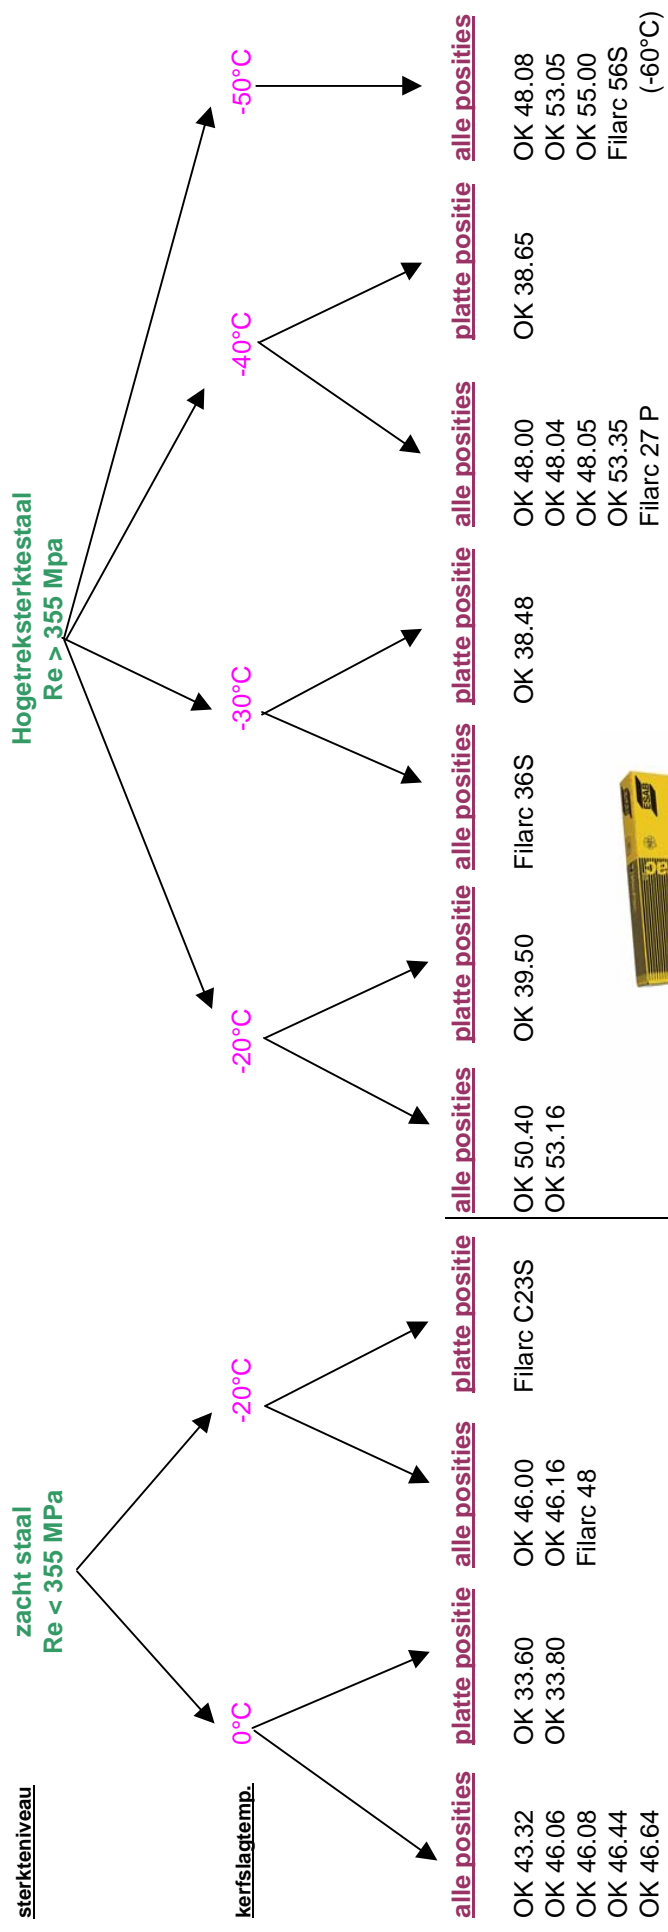 sterkteniveau
zacht staal
Re < 355 MPa
Hogetreksterktestaal
Re > 355 Mpa
kerfslagtemp.
0°C
-20°C
-20°C
-30°C
-40°C
-50°C
alle posities
OK 43.32
OK 46.06
OK 46.08
OK 46.44
OK 46.64
platte positie
OK 33.60
OK 33.80
alle posities
OK 46.00
OK 46.16
Filarc 48
platte positie
Filarc C23S
alle posities
OK 50.40
OK 53.16
platte positie
OK 39.50
alle posities
Filarc 36S
platte positie
OK 38.48
alle posities
OK 48.00
OK 48.04
OK 48.05
OK 53.35
Filarc 27 P
platte positie
OK 38.65
alle posities
OK 48.08
OK 53.05
OK 55.00
Filarc 56S
(-60°C)
ESAB